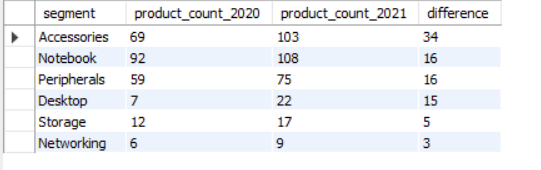 segment product_count_2020 product_count_2021 difference
Accessories 69 103 34
Notebook 92 108 16
Peripherals 59 75 16
Desktop 7 22 15
Storage 12 17 5
Networking 6 9 3